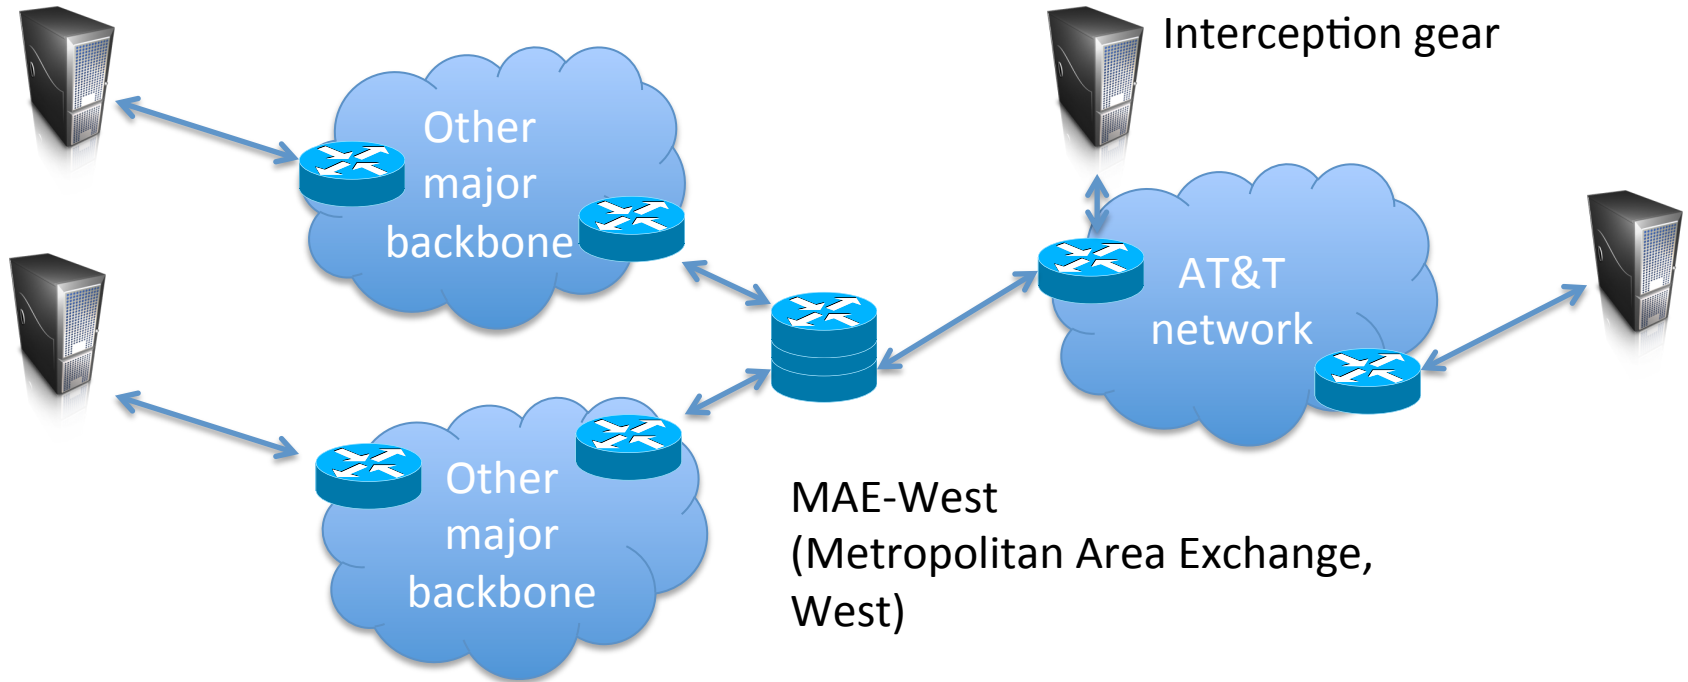 Other
major
backbone
Interception gear
AT&T
network
Other
major
backbone
MAE-West
(Metropolitan Area Exchange,
West)